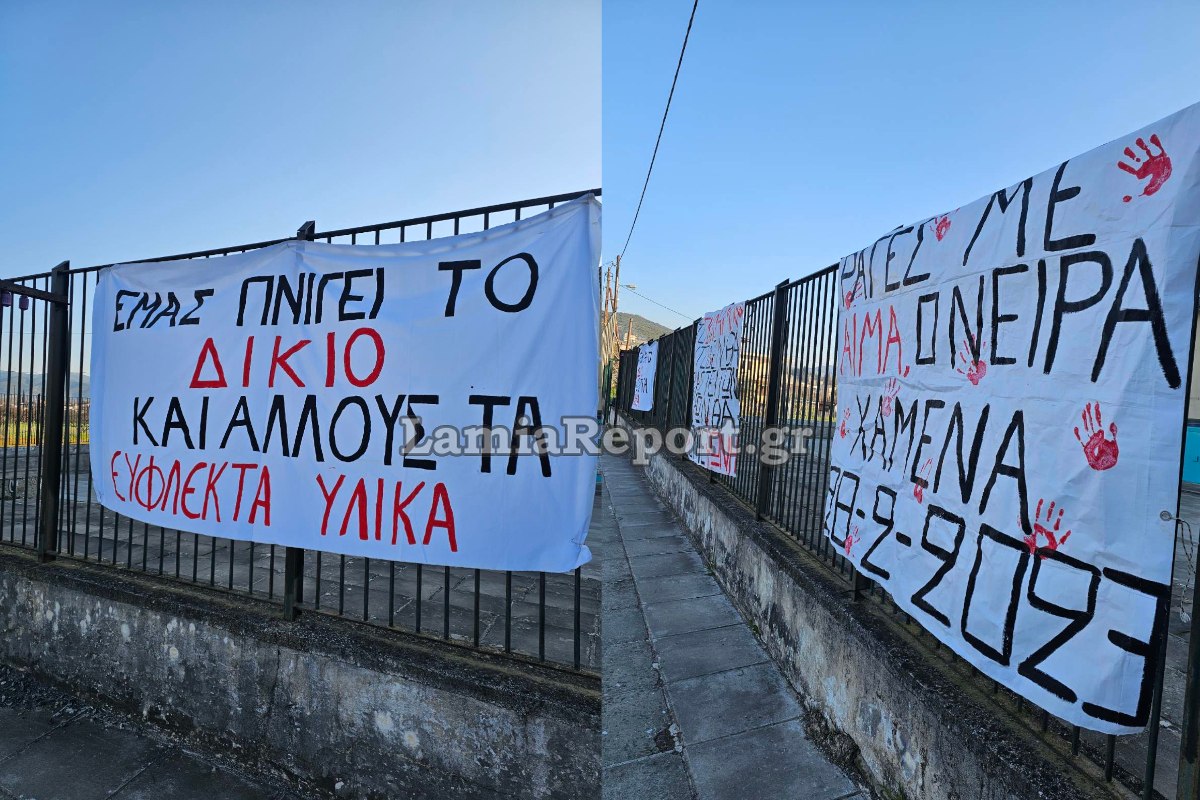 ΕΜΑΣ ΠΝΙΓΕΙ ΤΟ
ΔΙΚΙΟ
ΚΑΙ ΑΛΛΟΥΣ ΤΑ
ΕΥΦΛΕΚΤΑ ΥΛΙΚΑ
ΡΑΓΕΣ ΜΕ
ΑΙΜΑ, ΟΝΕΙΡΑ
ΧΑΜΕΝΑ
28-2-2023
LamiaReport.gr